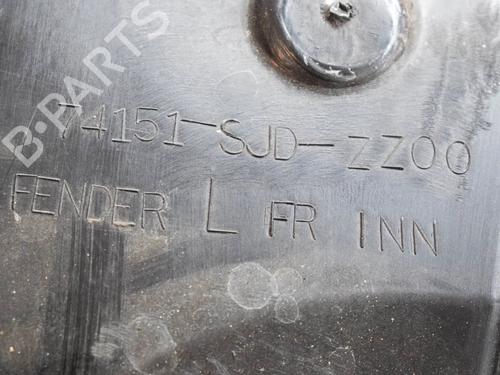 B-PARTS
74151-SJD-ZZ00
FENDER L FR INN